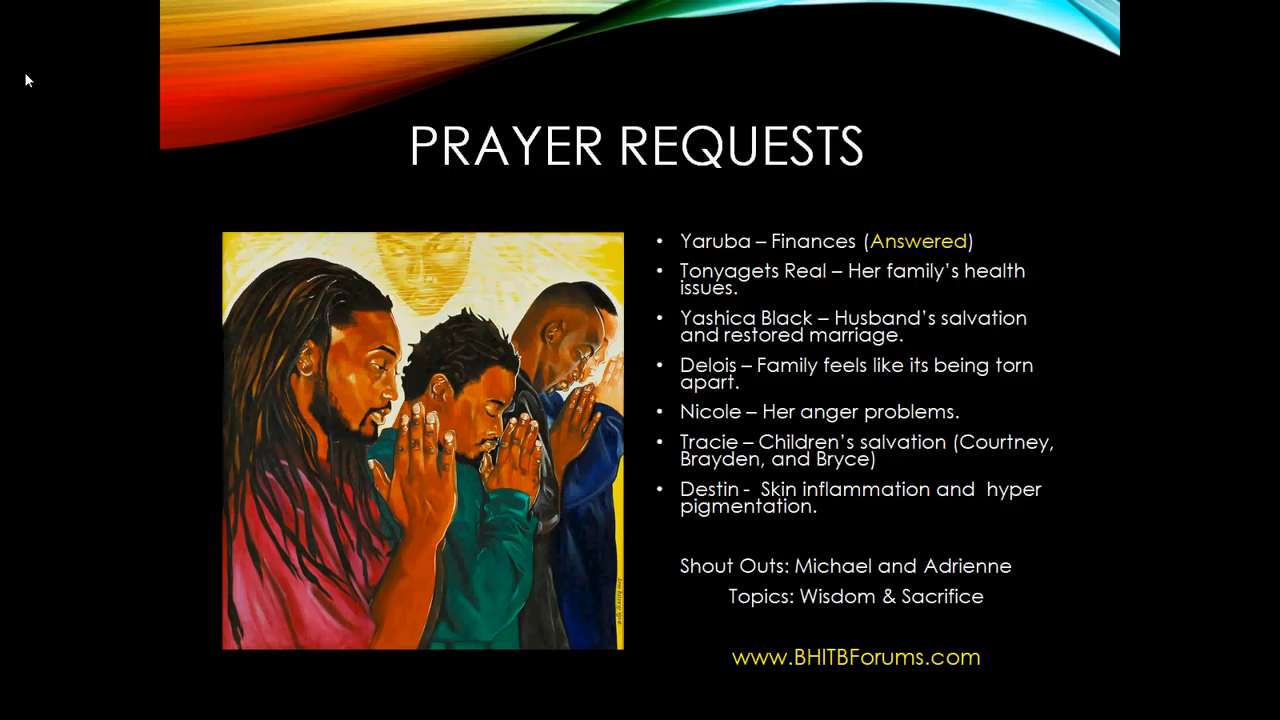 PRAYER REQUESTS
• Yaruba – Finances (Answered)
• Tonyagets Real – Her family's health
issues.
• Yashica Black – Husband's salvation
and restored marriage.
• Delois – Family feels like its being torn
apart.
• Nicole – Her anger problems.
• Tracie – Children's salvation (Courtney,
Brayden, and Bryce)
• Destin - Skin inflammation and hyper
pigmentation.
Shout Outs: Michael and Adrienne
Topics: Wisdom & Sacrifice
www.BHITBForums.com